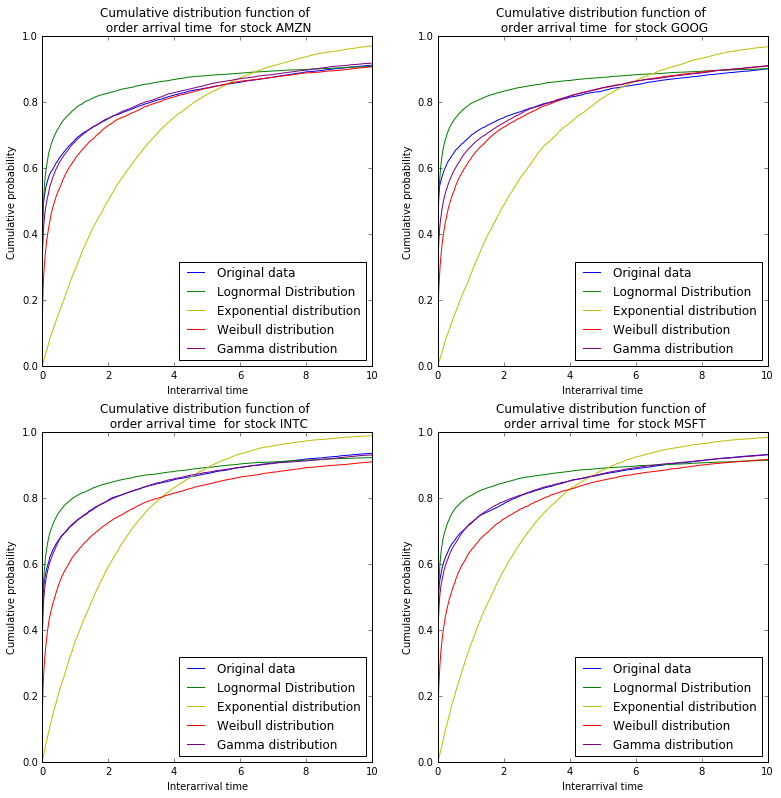 Cumulative distribution function of
order arrival time for stock AMZN
1.0
0.8
0.6
0.4
0.2
0.0
Cumulative probability
Original data
Lognormal Distribution
Exponential distribution
Weibull distribution
Gamma distribution
0 2 4 6 8 10
Interarrival time
Cumulative distribution function of
order arrival time for stock GOOG
1.0
0.8
0.6
0.4
0.2
0.0
Cumulative probability
Original data
Lognormal Distribution
Exponential distribution
Weibull distribution
Gamma distribution
0 2 4 6 8 10
Interarrival time
Cumulative distribution function of
order arrival time for stock INTC
1.0
0.8
0.6
0.4
0.2
0.0
Cumulative probability
Original data
Lognormal Distribution
Exponential distribution
Weibull distribution
Gamma distribution
0 2 4 6 8 10
Interarrival time
Cumulative distribution function of
order arrival time for stock MSFT
1.0
0.8
0.6
0.4
0.2
0.0
Cumulative probability
Original data
Lognormal Distribution
Exponential distribution
Weibull distribution
Gamma distribution
0 2 4 6 8 10
Interarrival time